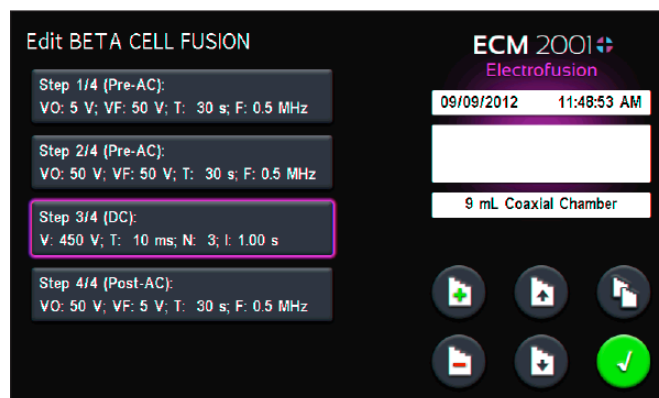 Edit BETA CELL FUSION
Step 1/4 (Pre-AC):
VO: 5 V; VF: 50 V; T: 30 s; F: 0.5 MHz
Step 2/4 (Pre-AC):
VO: 50 V; VF: 50 V; T: 30 s; F: 0.5 MHz
Step 3/4 (DC):
V: 450 V; T: 10 ms; N: 3; I: 1.00 s
Step 4/4 (Post-AC):
VO: 50 V; VF: 5 V; T: 30 s; F: 0.5 MHz
ECM 2001
Electrofusion
09/09/2012 11:48:53 AM
9 mL Coaxial Chamber